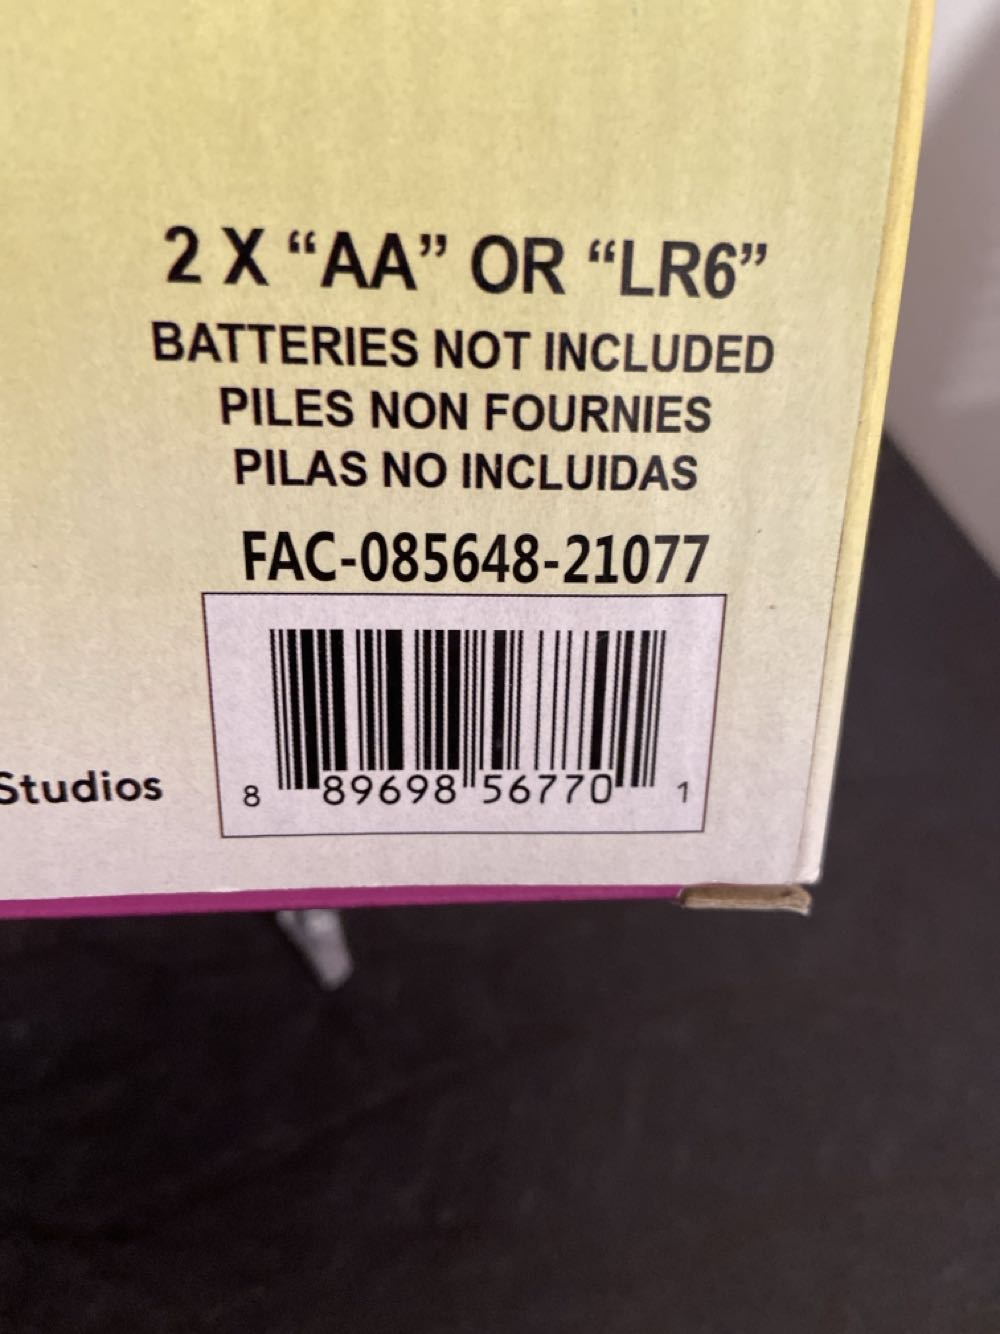 2 X “AA” OR “LR6”
BATTERIES NOT INCLUDED
PILES NON FOURNIES
PILAS NO INCLUIDAS
FAC-085648-21077
Studios
8 89698 56770 1